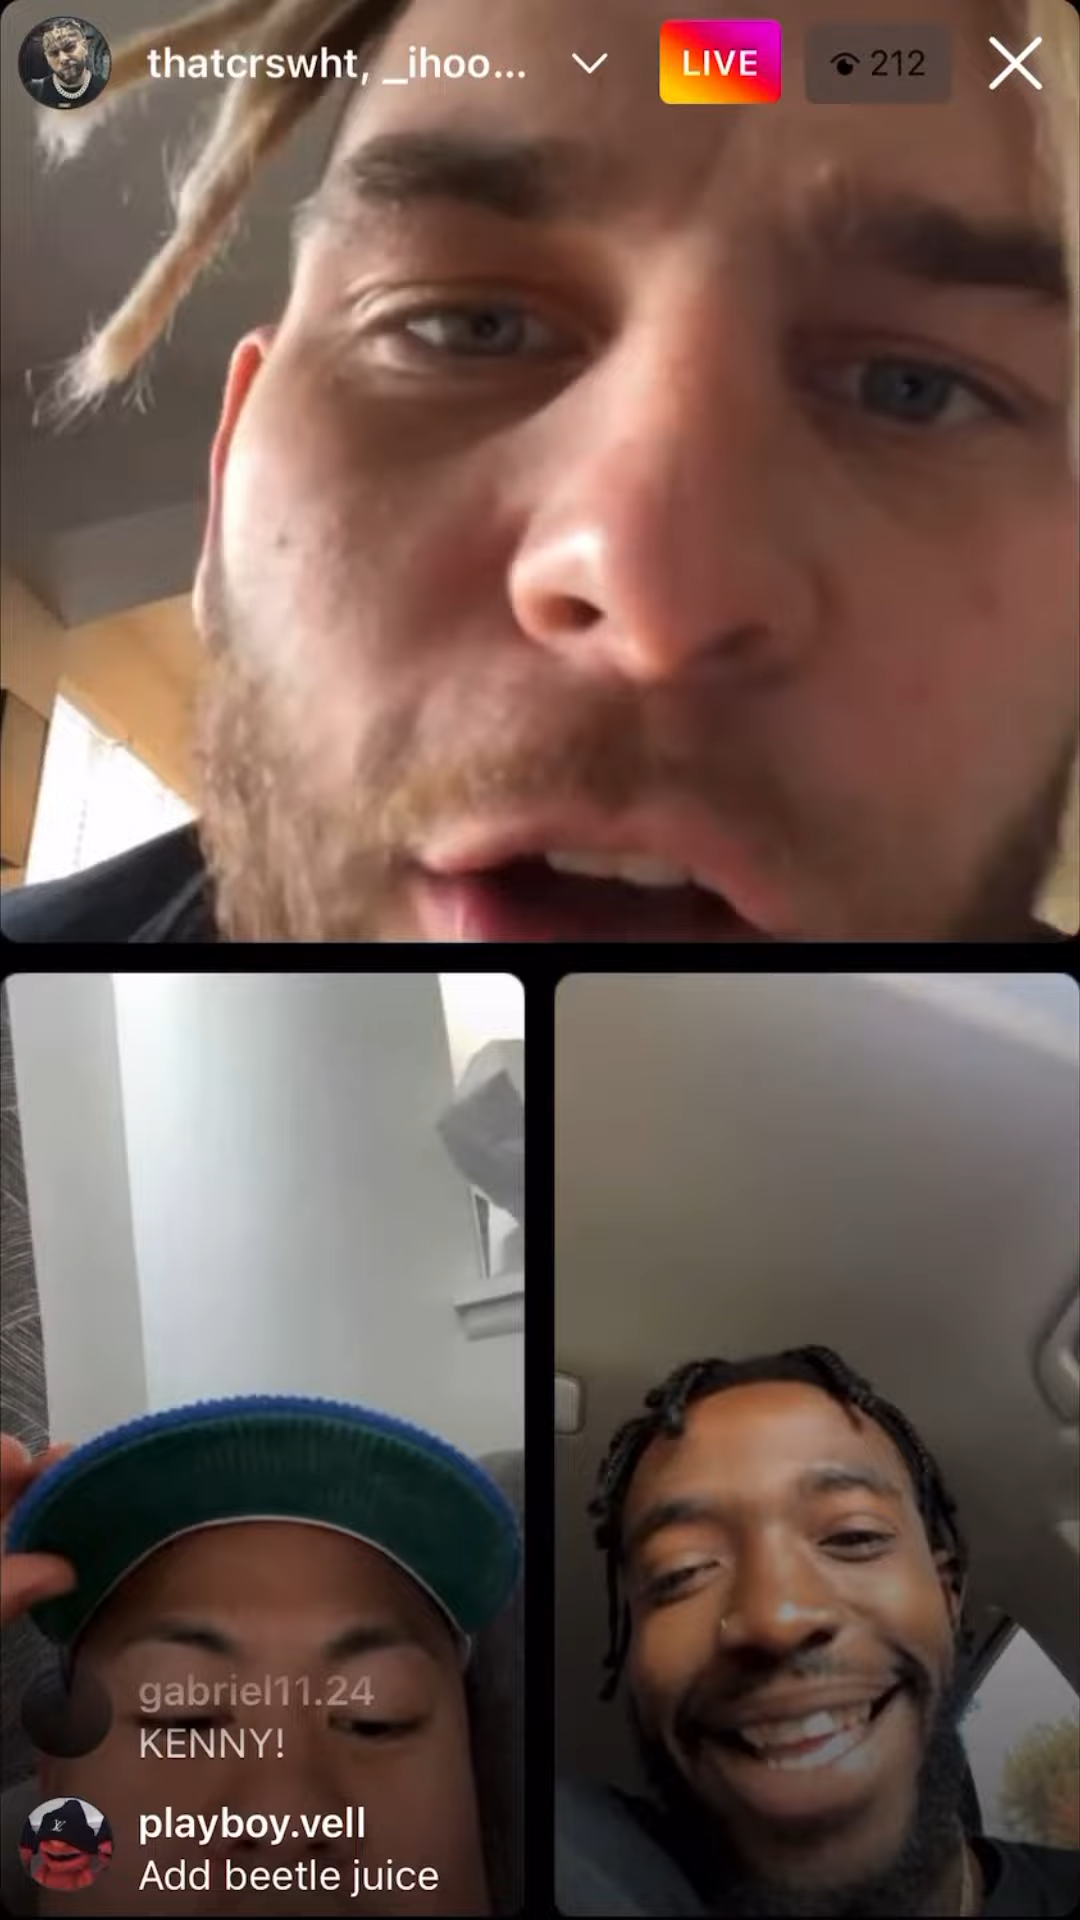 thatcrswht, _ihoo...
LIVE
212
gabriel11.24
KENNY!
playboy.vell
Add beetle juice